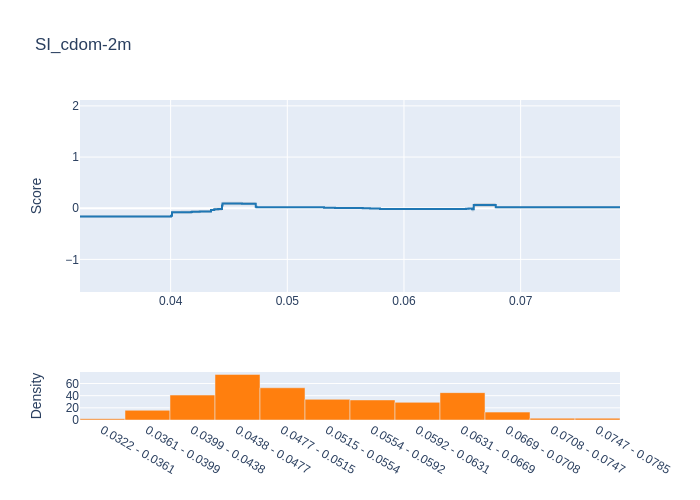 SI_cdom-2m
Score
2
1
0
−1
0.04
0.05
0.06
0.07
Density
60
40
20
0
0.0322 - 0.0361
0.0361 - 0.0399
0.0399 - 0.0438
0.0438 - 0.0477
0.0477 - 0.0515
0.0515 - 0.0554
0.0554 - 0.0592
0.0592 - 0.0631
0.0631 - 0.0669
0.0669 - 0.0708
0.0708 - 0.0747
0.0747 - 0.0785